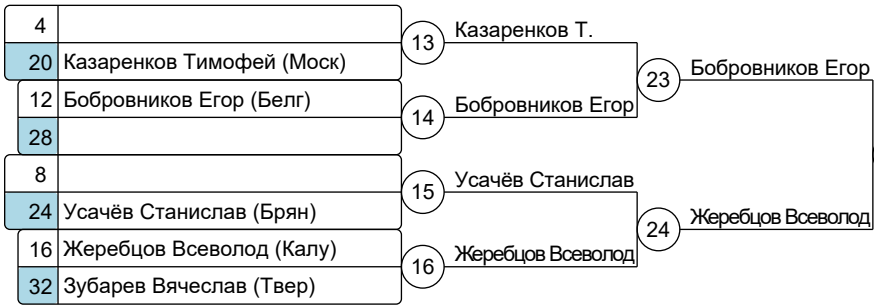 4
Казаренков Т.
13
20 Казаренков Тимофей (Моск)
Бобровников Егор
23
12 Бобровников Егор (Белг)
Бобровников Егор
14
28
8
Усачёв Станислав
15
24 Усачёв Станислав (Брян)
Жеребцов Всеволод
24
16 Жеребцов Всеволод (Калу)
Жеребцов Всеволод
16
32 Зубарев Вячеслав (Твер)